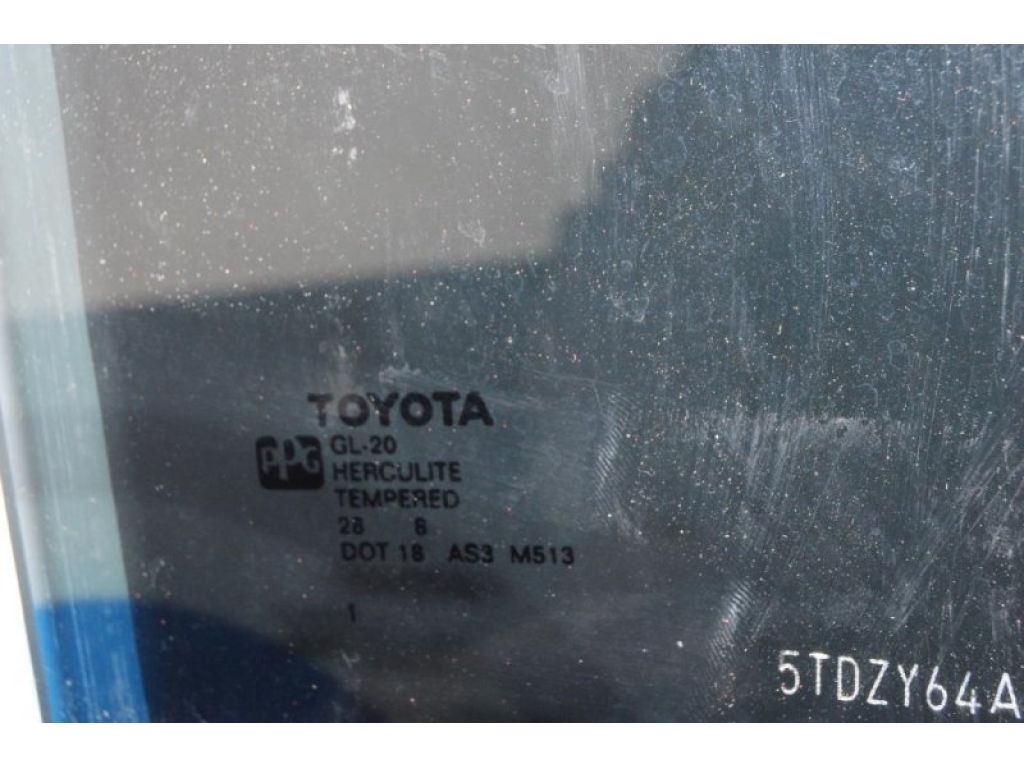 TOYOTA
PPG
GL-20
HERCULITE
TEMPERED
28 8
DOT 18 AS3 M513
1
5TDZY64A